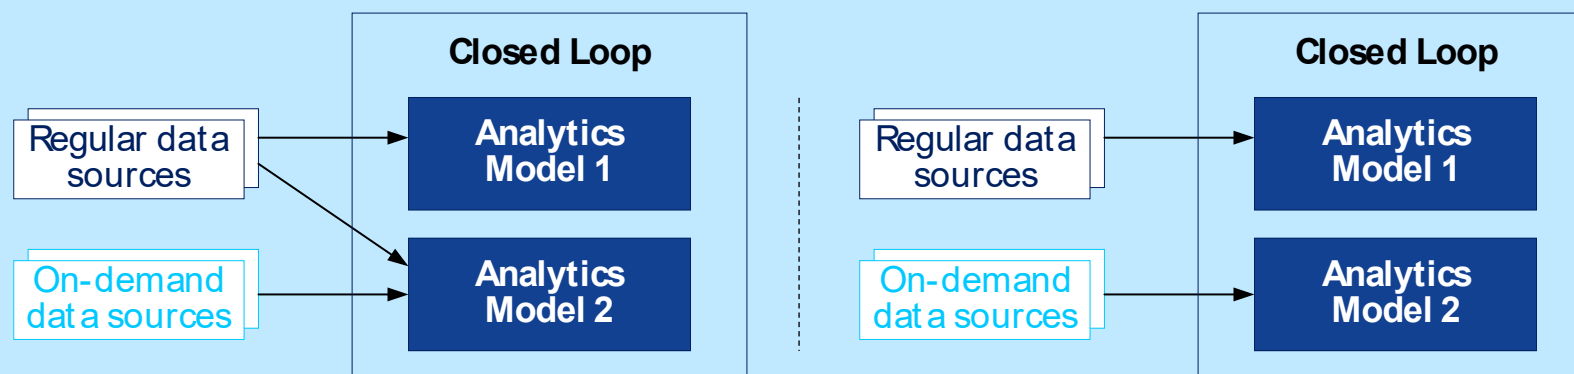 Closed Loop
Regular data
sources
Analytics
Model 1
On-demand
data sources
Analytics
Model 2
Closed Loop
Regular data
sources
Analytics
Model 1
On-demand
data sources
Analytics
Model 2